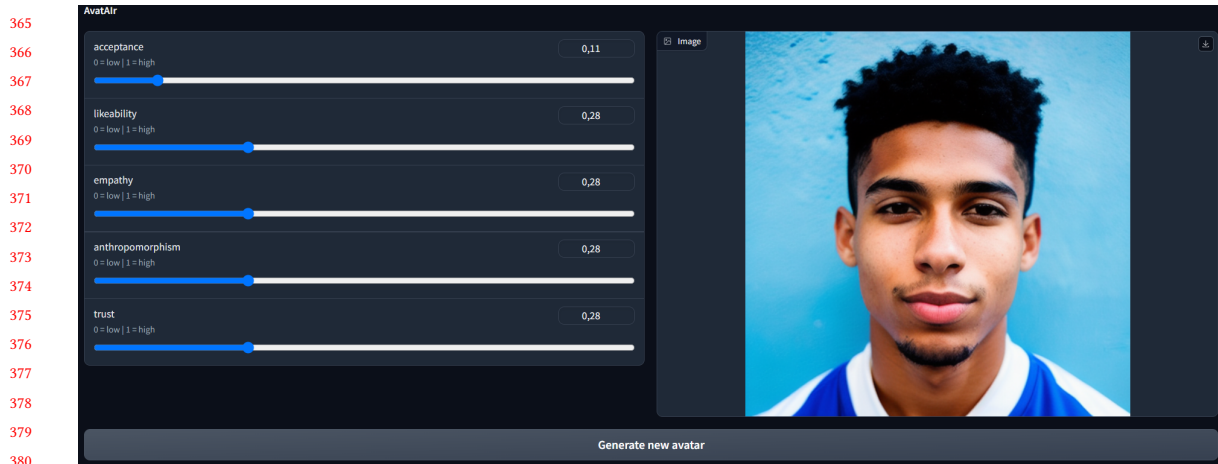 AvatAIr
365
366
367
368
369
370
371
372
373
374
375
376
377
378
379
380
acceptance
0,11
0 = low | 1 = high
likeability
0,28
0 = low | 1 = high
empathy
0,28
0 = low | 1 = high
anthropomorphism
0,28
0 = low | 1 = high
trust
0,28
0 = low | 1 = high
Image
Generate new avatar